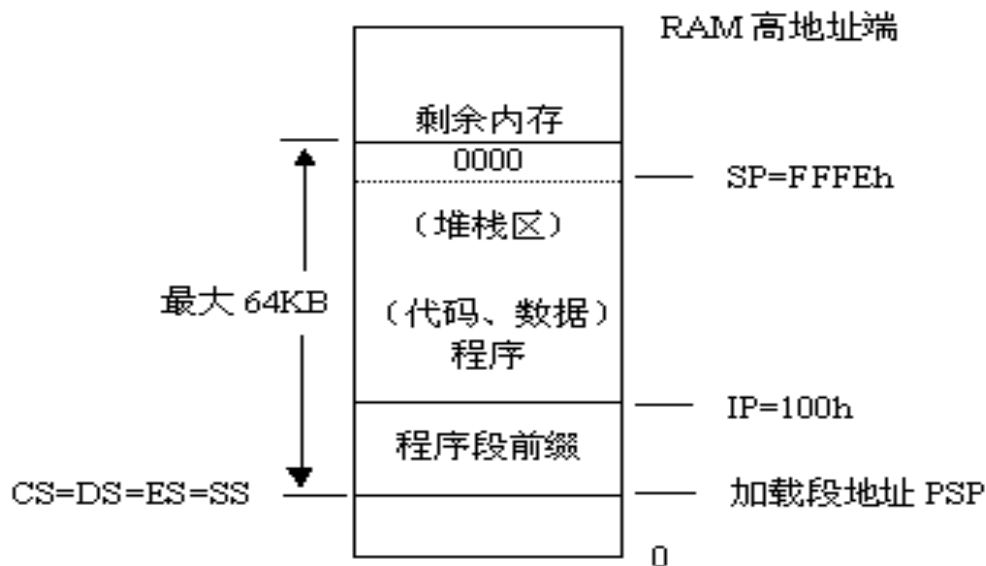 RAM 高地址端
剩余内存
0000
SP=FFFEh
（堆栈区）
最大 64KB
（代码、数据）
程序
IP=100h
程序段前缀
CS=DS=ES=SS
加载段地址 PSP
0